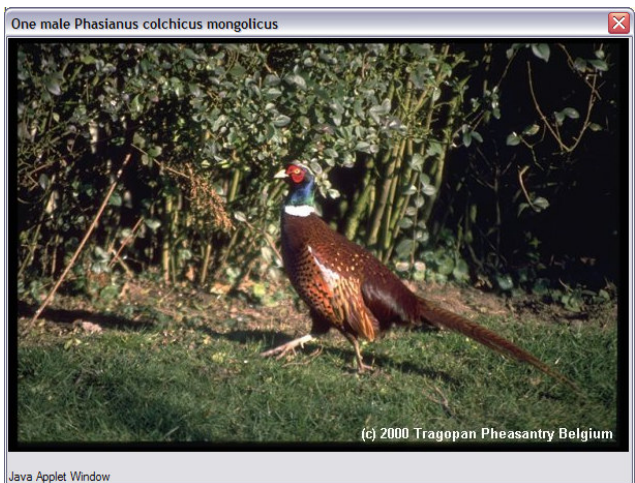 One male Phasianus colchicus mongolicus
(c) 2000 Tragopan Pheasantry Belgium
Java Applet Window